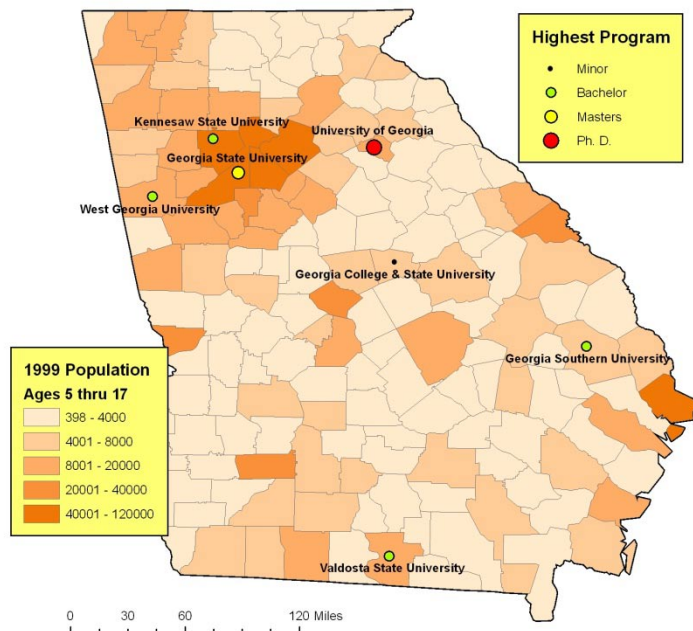 Highest Program
Minor
Bachelor
Masters
Ph. D.
Kennesaw State University
University of Georgia
Georgia State University
West Georgia University
Georgia College & State University
Georgia Southern University
Valdosta State University
1999 Population
Ages 5 thru 17
398 - 4000
4001 - 8000
8001 - 20000
20001 - 40000
40001 - 120000
0 30 60 120 Miles